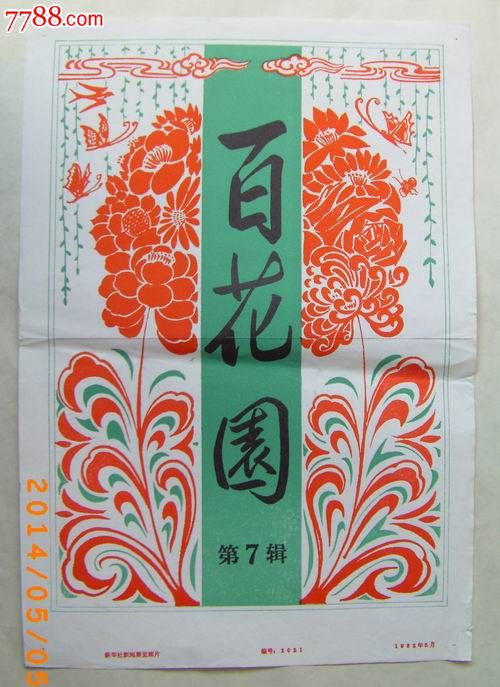 7788.com
百花園
第7辑
新华社新闻展览照片
编号:2021
1982年5月
2014/05/05